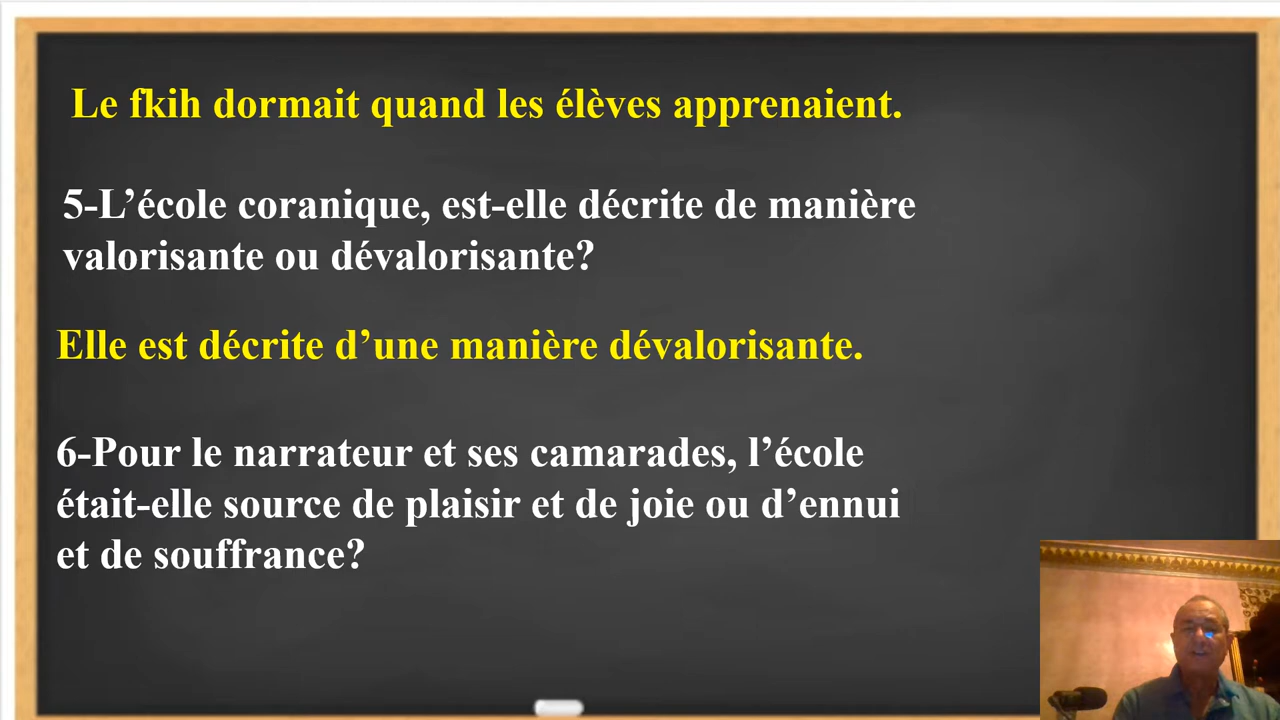 Le fkih dormait quand les élèves apprenaient.
5-L’école coranique, est-elle décrite de manière
valorisante ou dévalorisante?
Elle est décrite d’une manière dévalorisante.
6-Pour le narrateur et ses camarades, l’école
était-elle source de plaisir et de joie ou d’ennui
et de souffrance?